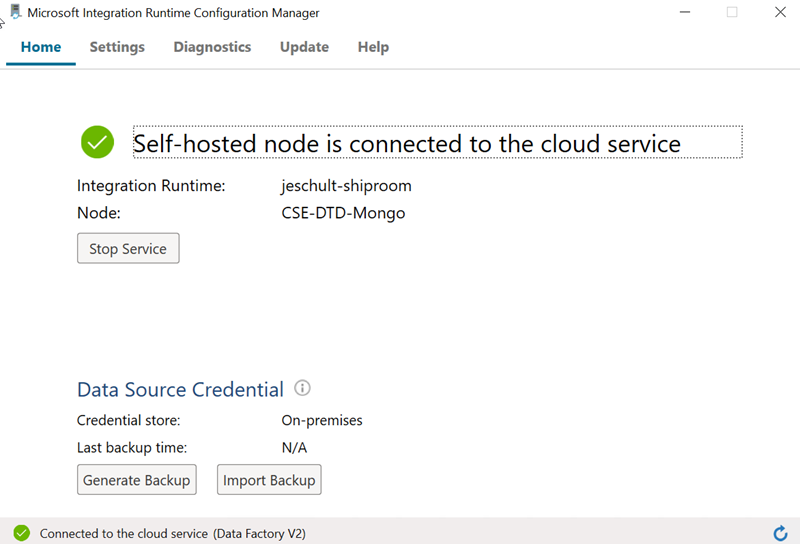 Microsoft Integration Runtime Configuration Manager
Home Settings Diagnostics Update Help
Self-hosted node is connected to the cloud service
Integration Runtime: jeschult-shiproom
Node: CSE-DTD-Mongo
Stop Service
Data Source Credential
Credential store: On-premises
Last backup time: N/A
Generate Backup Import Backup
Connected to the cloud service (Data Factory V2)